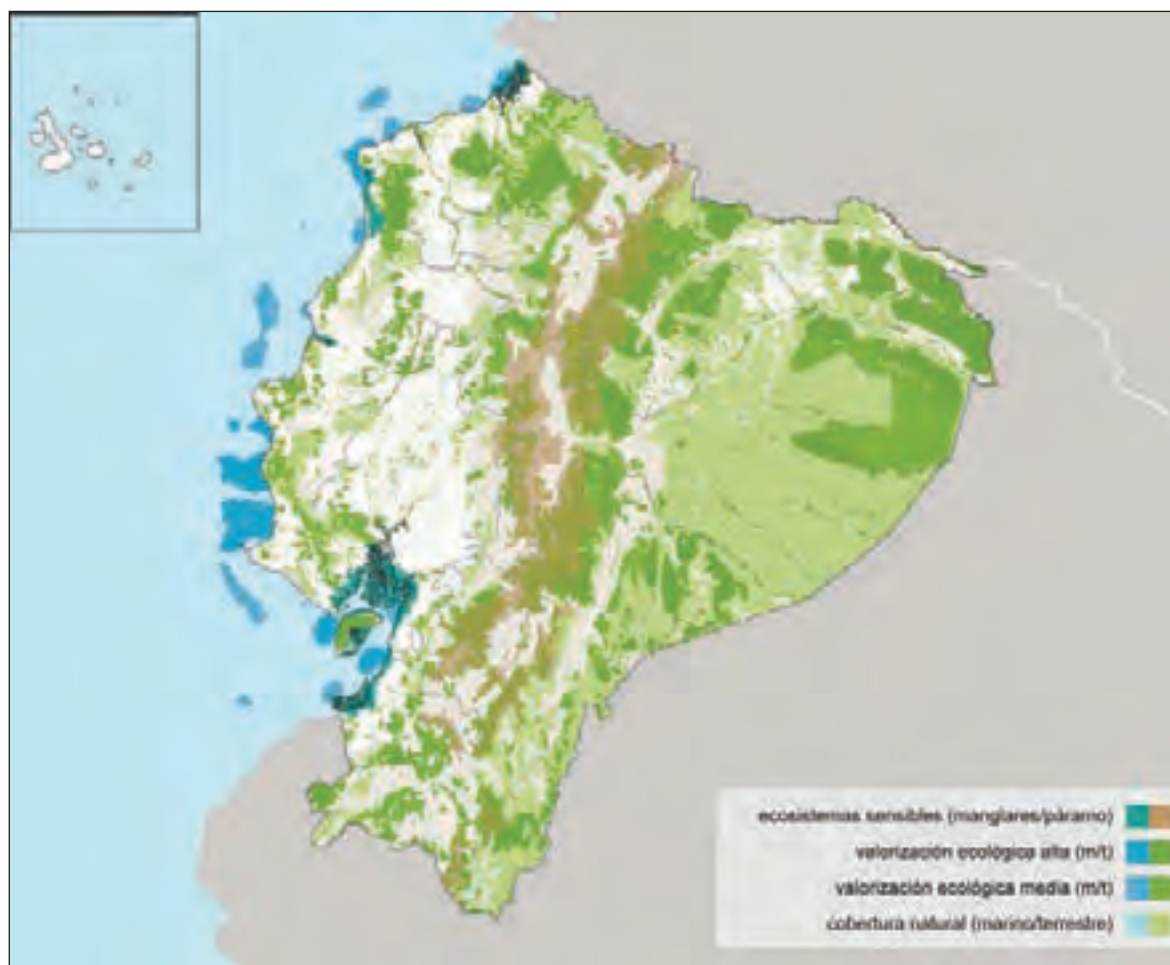 ecosistemas sensibles (manglares/páramo)
valorización ecológica alta (m/t)
valorización ecológica media (m/t)
cobertura natural (marino/terrestre)